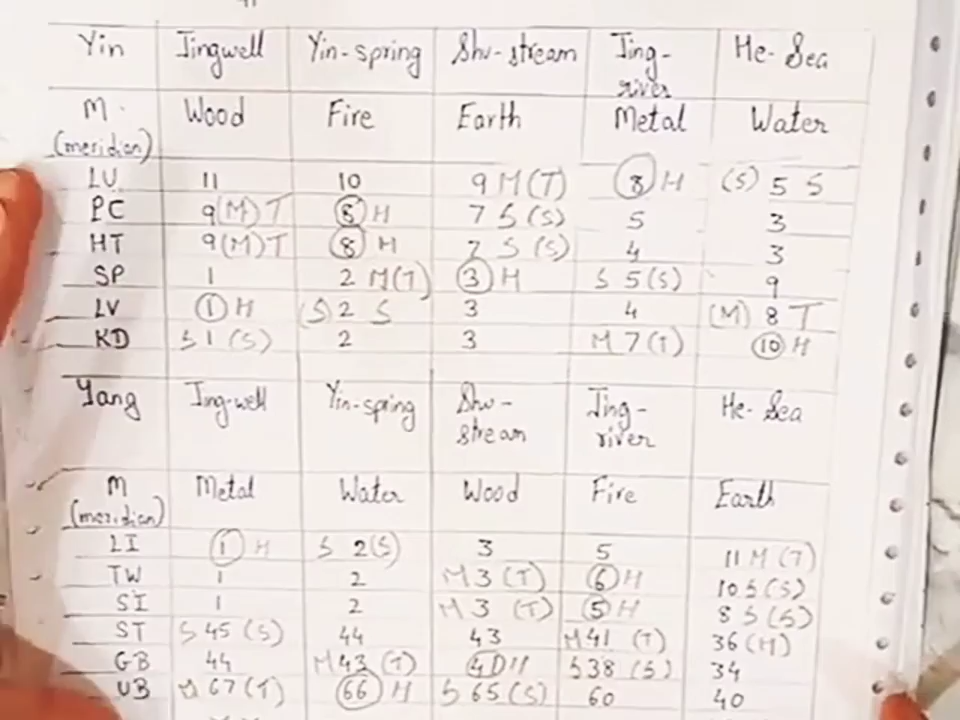 Yin Jingwell Yin-spring Shu-stream Jing-river He-Sea
M. (meridian) Wood Fire Earth Metal Water
LU 11 10 9 M(T) 8 H (S) 5 S
PC 9(M)T 8 H 7 S(S) 5 3
HT 9(M)T 8 H 7 S (S) 4 3
SP 1 2 M(T) 3 H S 5(S) 9
LV 1 H (S) 2 S 3 4 (M) 8 T
KD S 1 (S) 2 3 M 7(T) 10 H
Yang Jing-well Yin-spring Shu-stream Jing-river He-Sea
M (meridian) Metal Water Wood Fire Earth
LI 1 H S 2(S) 3 5 11 M (T)
TW 1 2 M 3 (T) 6 H 10 S(S)
SI 1 2 M 3 (T) 5 H 8 S (S)
ST S 45 (S) 44 43 M41 (T) 36 (H)
GB 44 M43 (T) 4D H S38 (S) 34
UB M 67(T) 66 H S 65(S) 60 40